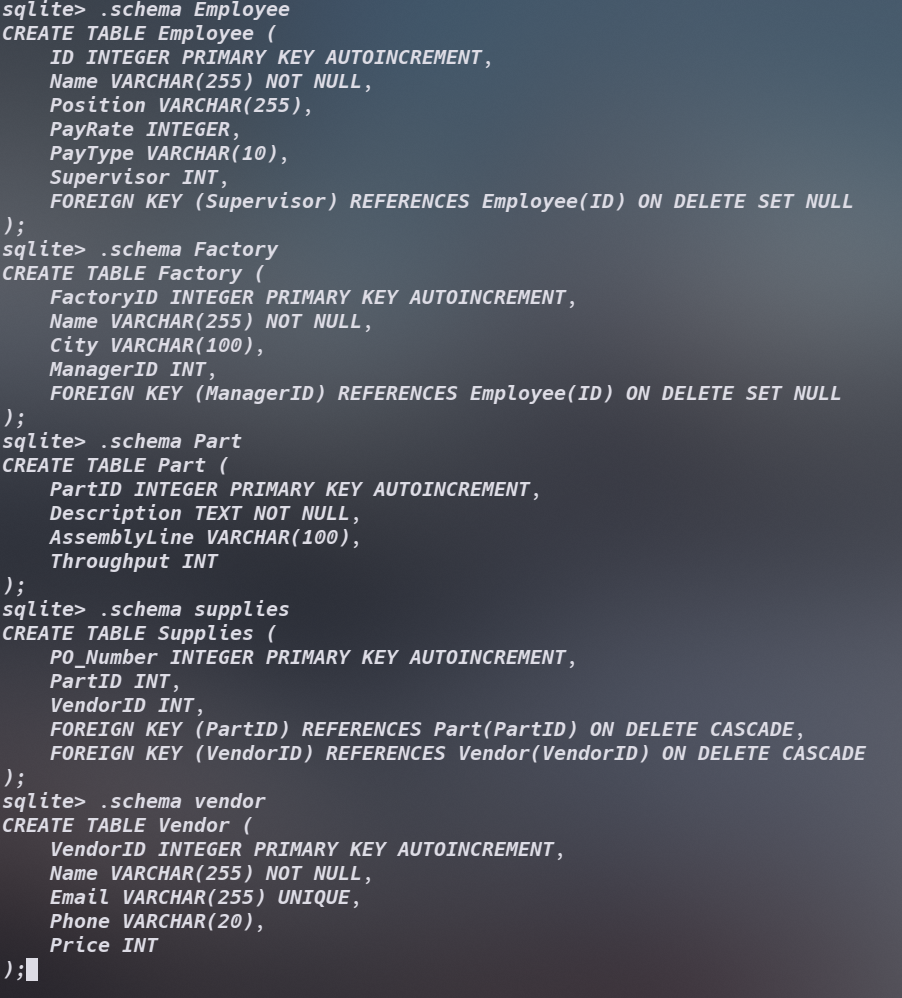 sqlite> .schema Employee
CREATE TABLE Employee (
    ID INTEGER PRIMARY KEY AUTOINCREMENT,
    Name VARCHAR(255) NOT NULL,
    Position VARCHAR(255),
    PayRate INTEGER,
    PayType VARCHAR(10),
    Supervisor INT,
    FOREIGN KEY (Supervisor) REFERENCES Employee(ID) ON DELETE SET NULL
);
sqlite> .schema Factory
CREATE TABLE Factory (
    FactoryID INTEGER PRIMARY KEY AUTOINCREMENT,
    Name VARCHAR(255) NOT NULL,
    City VARCHAR(100),
    ManagerID INT,
    FOREIGN KEY (ManagerID) REFERENCES Employee(ID) ON DELETE SET NULL
);
sqlite> .schema Part
CREATE TABLE Part (
    PartID INTEGER PRIMARY KEY AUTOINCREMENT,
    Description TEXT NOT NULL,
    AssemblyLine VARCHAR(100),
    Throughput INT
);
sqlite> .schema supplies
CREATE TABLE Supplies (
    PO_Number INTEGER PRIMARY KEY AUTOINCREMENT,
    PartID INT,
    VendorID INT,
    FOREIGN KEY (PartID) REFERENCES Part(PartID) ON DELETE CASCADE,
    FOREIGN KEY (VendorID) REFERENCES Vendor(VendorID) ON DELETE CASCADE
);
sqlite> .schema vendor
CREATE TABLE Vendor (
    VendorID INTEGER PRIMARY KEY AUTOINCREMENT,
    Name VARCHAR(255) NOT NULL,
    Email VARCHAR(255) UNIQUE,
    Phone VARCHAR(20),
    Price INT
);